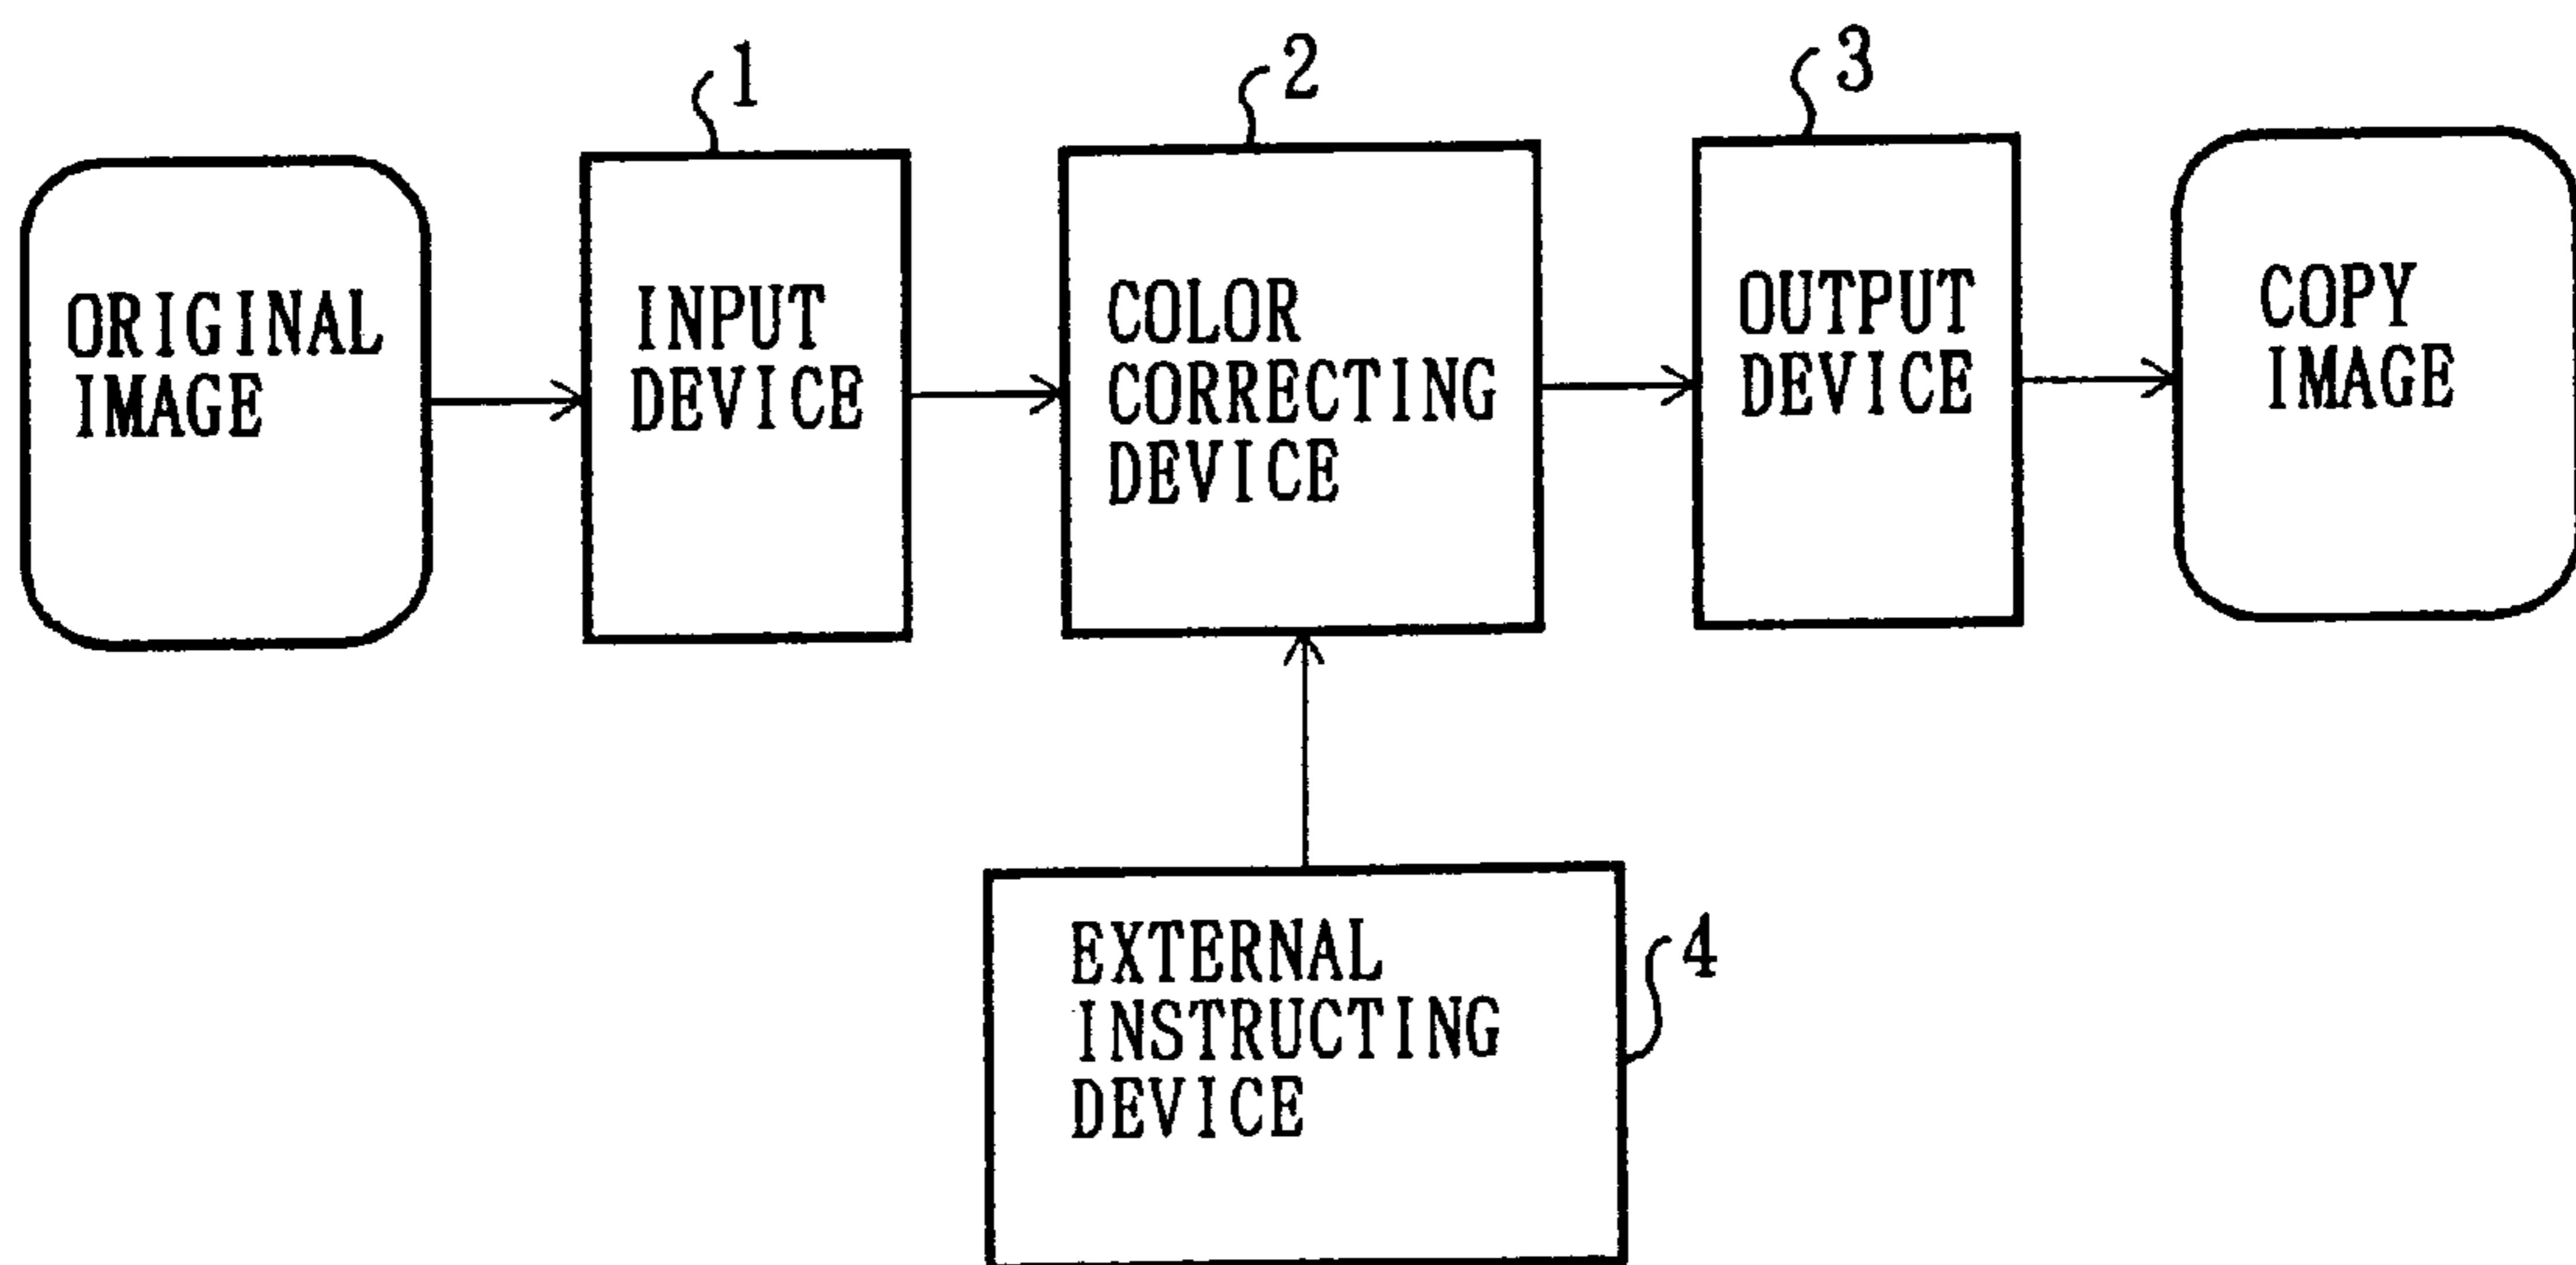 1
2
3
ORIGINAL
IMAGE
INPUT
DEVICE
COLOR
CORRECTING
DEVICE
OUTPUT
DEVICE
COPY
IMAGE
EXTERNAL
INSTRUCTING
DEVICE
4